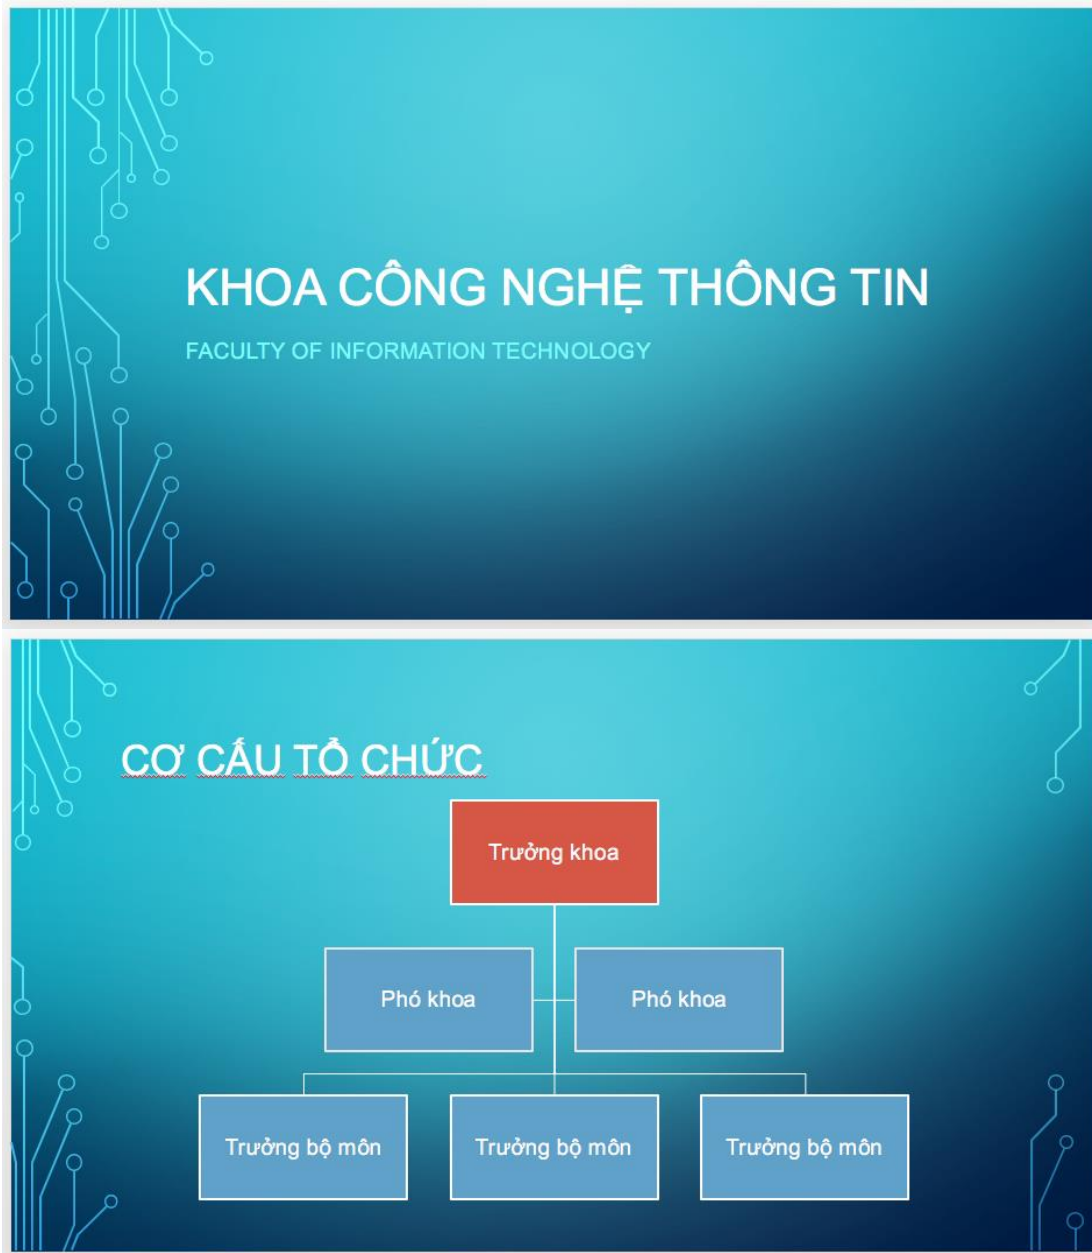 KHOA CÔNG NGHỆ THÔNG TIN
FACULTY OF INFORMATION TECHNOLOGY
CƠ CẤU TỔ CHỨC
Trưởng khoa
Phó khoa
Phó khoa
Trưởng bộ môn
Trưởng bộ môn
Trưởng bộ môn